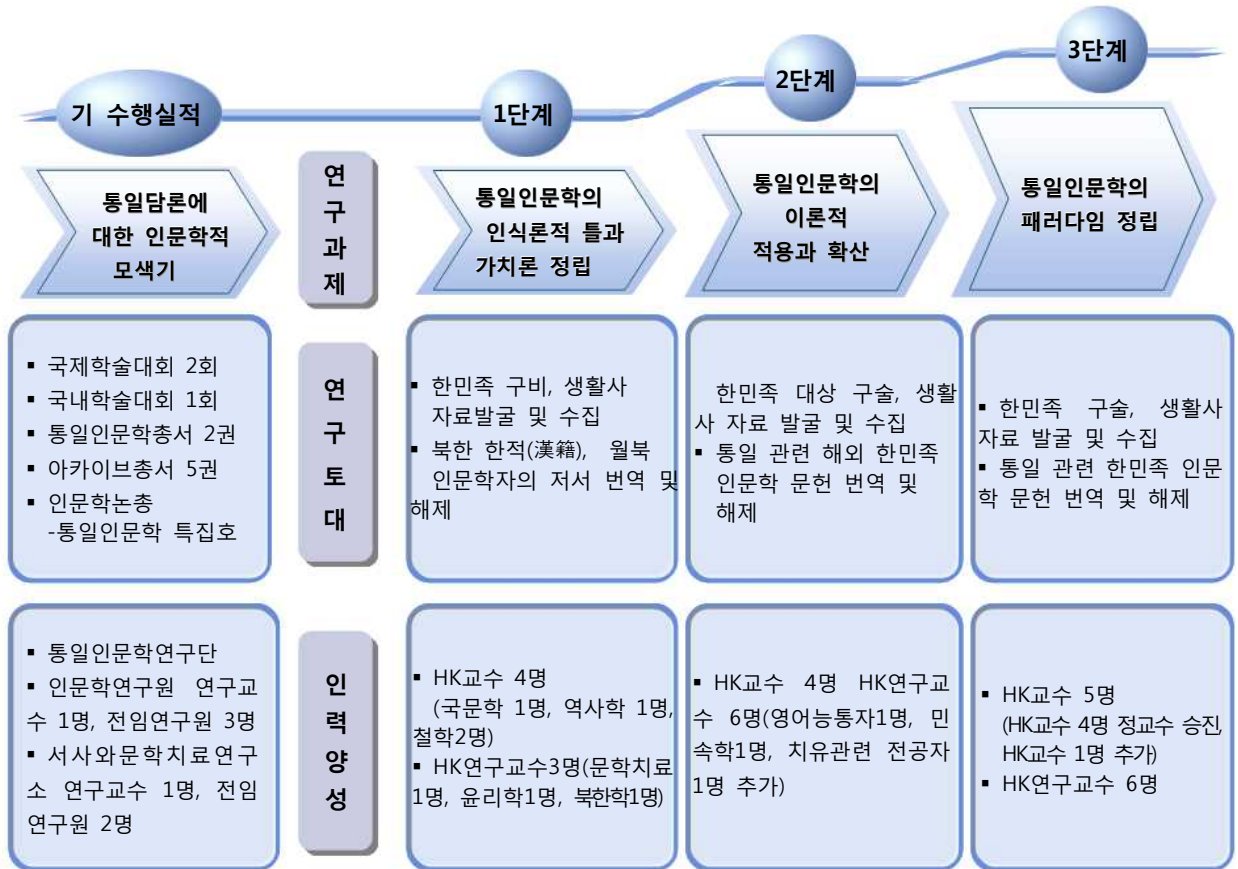 기 수행실적
1단계
2단계
3단계
통일담론에
대한 인문학적
모색기
연
구
과
제
통일인문학의
인식론적 틀과
가치론 정립
통일인문학의
이론적
적용과 확산
통일인문학의
패러다임 정립
▪ 국제학술대회 2회
▪ 국내학술대회 1회
▪ 통일인문학총서 2권
▪ 아카이브총서 5권
▪ 인문학논총
-통일인문학 특집호
연
구
토
대
▪ 한민족 구비, 생활사
자료발굴 및 수집
▪ 북한 한적(漢籍), 월북
인문학자의 저서 번역 및
해제
한민족 대상 구술, 생활
사 자료 발굴 및 수집
▪ 통일 관련 해외 한민족
인문학 문헌 번역 및
해제
▪ 한민족 구술, 생활사
자료 발굴 및 수집
▪ 통일 관련 한민족 인문
학 문헌 번역 및 해제
▪ 통일인문학연구단
▪ 인문학연구원 연구교
수 1명, 전임연구원 3명
▪ 서사와문학치료연구
소 연구교수 1명, 전임
연구원 2명
인
력
양
성
▪ HK교수 4명
(국문학 1명, 역사학 1명,
철학2명)
▪ HK연구교수3명(문학치료
1명, 윤리학1명, 북한학1명)
▪ HK교수 4명 HK연구교
수 6명(영어능통자1명, 민
속학1명, 치유관련 전공자
1명 추가)
▪ HK교수 5명
(HK교수 4명 정교수 승진,
HK교수 1명 추가)
▪ HK연구교수 6명